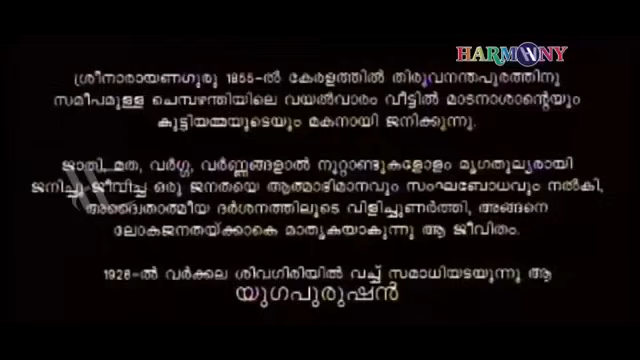 HARMONY
ശ്രീനാരായണഗുരു 1855-ൽ കേരളത്തിൽ തിരുവനന്തപുരത്തിനു
സമീപമുള്ള ചെമ്പഴന്തിയിലെ വയൽവാരം വീട്ടിൽ മാടനാശാന്റെയും
കുട്ടിയമ്മയുടെയും മകനായി ജനിക്കുന്നു.
ജാതി-മത, വർഗ്ഗ, വർണ്ണങ്ങളാൽ നൂറ്റാണ്ടുകളോളം മൃഗതുല്യരായി
ജനിച്ചു ജീവിച്ച ഒരു ജനതയെ ആത്മാഭിമാനവും സംഘബോധവും നൽകി,
അദ്വൈതാത്മീയ ദർശനത്തിലൂടെ വിളിച്ചുണർത്തി, അങ്ങനെ
ലോകജനതയ്ക്കാകെ മാതൃകയാകുന്നു ആ ജീവിതം.
1928-ൽ വർക്കല ശിവഗിരിയിൽ വച്ച് സമാധിയടയുന്നു ആ
യുഗപുരുഷൻ